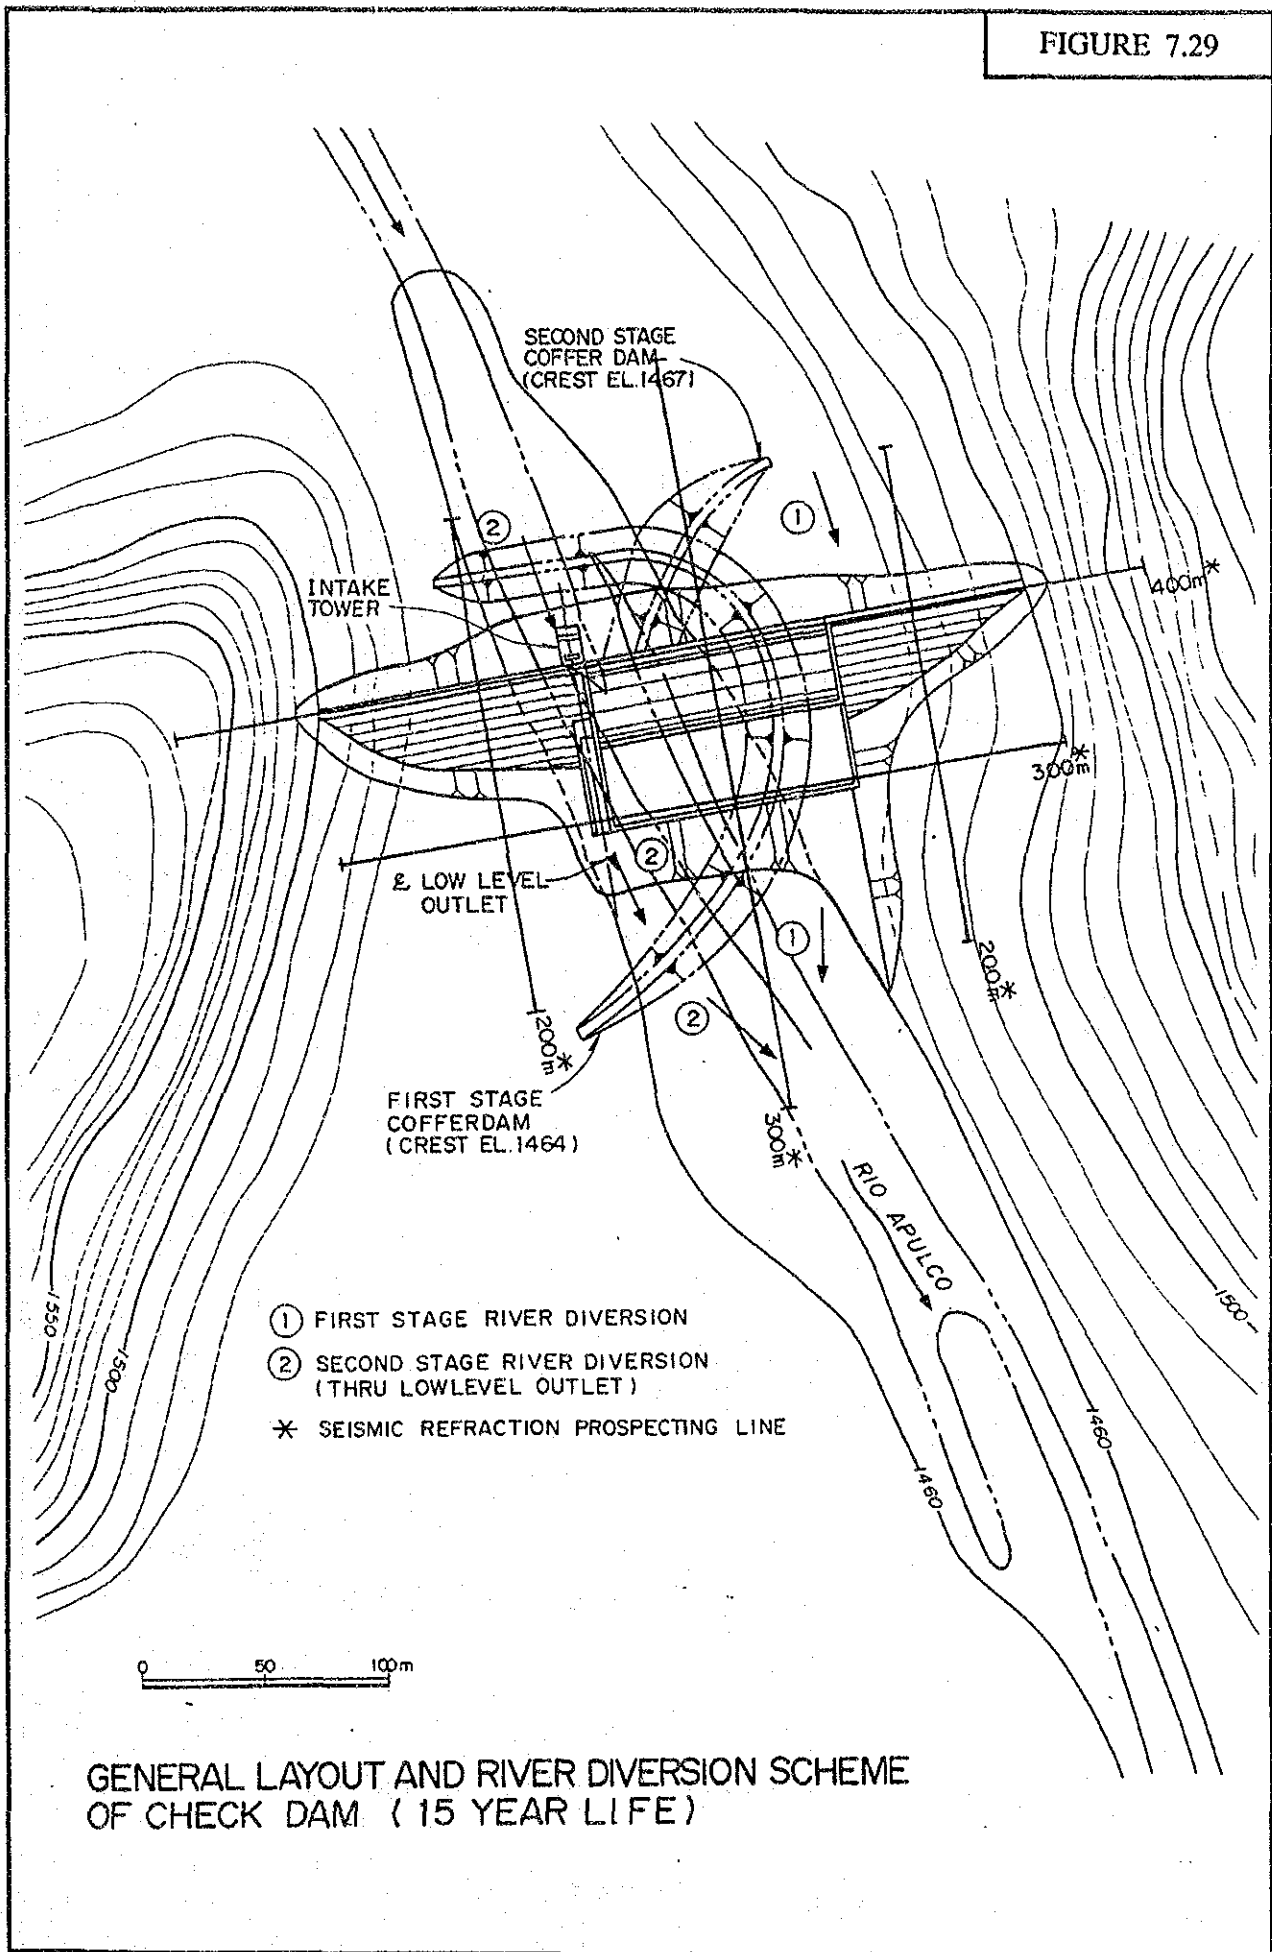 FIGURE 7.29
SECOND STAGE
COFFER DAM
(CREST EL.1467)
2
1
INTAKE
TOWER
400m*
300m*
2
℄ LOW LEVEL
OUTLET
1
200m*
2
200m*
FIRST STAGE
COFFERDAM
(CREST EL.1464)
300m*
RIO APULCO
1500
1550
1500
1 FIRST STAGE RIVER DIVERSION
2 SECOND STAGE RIVER DIVERSION
(THRU LOWLEVEL OUTLET)
* SEISMIC REFRACTION PROSPECTING LINE
1460
1460
0 50 100m
GENERAL LAYOUT AND RIVER DIVERSION SCHEME
OF CHECK DAM (15 YEAR LIFE)